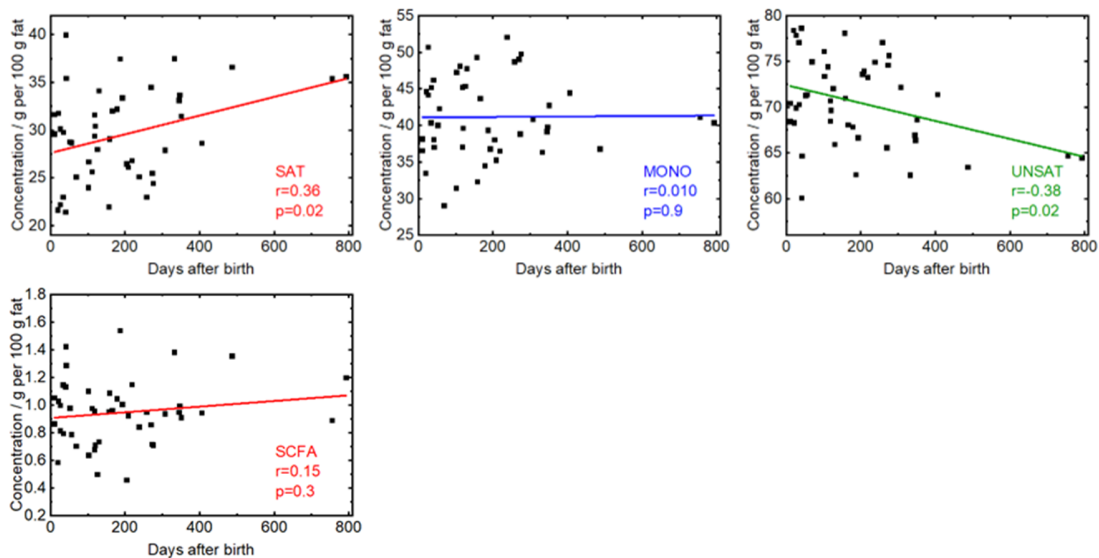 Concentration / g per 100 g fat
40
35
30
25
20
0 200 400 600 800
Days after birth
SAT
r=0.36
p=0.02
Concentration / g per 100 g fat
55
50
45
40
35
30
25
0 200 400 600 800
Days after birth
MONO
r=0.010
p=0.9
Concentration / g per 100 g fat
80
75
70
65
60
0 200 400 600 800
Days after birth
UNSAT
r=-0.38
p=0.02
Concentration / g per 100 g fat
1.8
1.6
1.4
1.2
1.0
0.8
0.6
0.4
0.2
0 200 400 600 800
Days after birth
SCFA
r=0.15
p=0.3